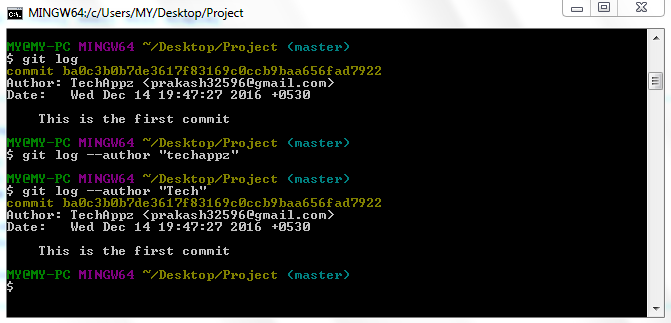 MINGW64:/c/Users/MY/Desktop/Project
MY@MY-PC MINGW64 ~/Desktop/Project (master)
$ git log
commit ba0c3b0b7de3617f83169c0ccb9baa656fad7922
Author: TechAppz <prakash32596@gmail.com>
Date:   Wed Dec 14 19:47:27 2016 +0530
    This is the first commit
MY@MY-PC MINGW64 ~/Desktop/Project (master)
$ git log --author "techappz"
MY@MY-PC MINGW64 ~/Desktop/Project (master)
$ git log --author "Tech"
commit ba0c3b0b7de3617f83169c0ccb9baa656fad7922
Author: TechAppz <prakash32596@gmail.com>
Date:   Wed Dec 14 19:47:27 2016 +0530
    This is the first commit
MY@MY-PC MINGW64 ~/Desktop/Project (master)
$